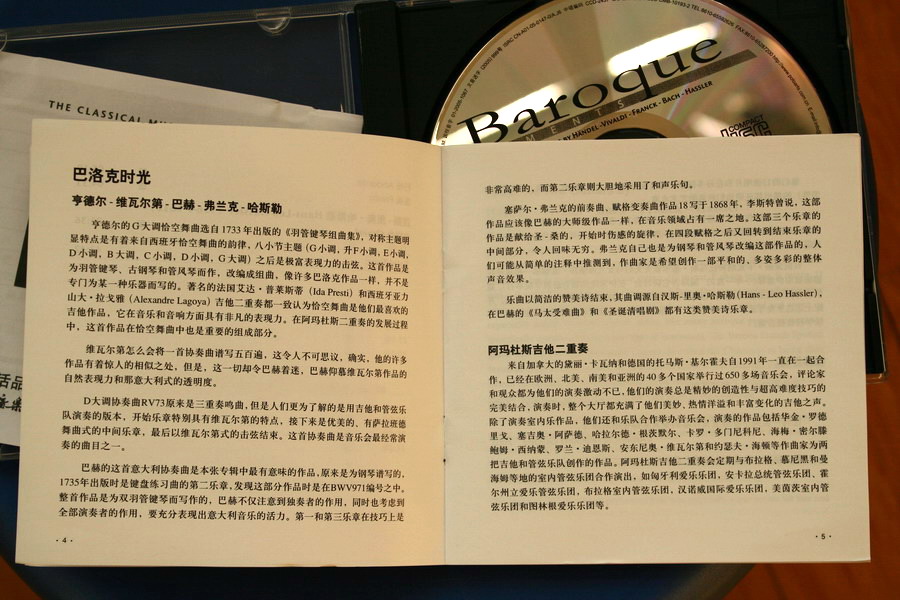 THE CLASSICAL
Baroque
BY HÄNDEL-VIVALDI-FRANCK-BACH-HASSLER
COMPACT
巴洛克时光
亨德尔-维瓦尔第-巴赫-弗兰克-哈斯勒
亨德尔的G大调恰空舞曲选自1733年出版的《羽管键琴组曲集》，对称主题明
显特点是有着来自西班牙恰空舞曲的韵律，八小节主题（G小调，升F小调，E小调，
D小调，B大调，C小调，D小调，G大调）之后是极富表现力的击弦。这首作品是
为羽管键琴、古钢琴和管风琴而作，改编成组曲，像许多巴洛克作品一样，并不是
专门为某一种乐器而写的。著名的法国艾达·普莱斯蒂（Ida Presti）和西班牙亚力
山大·拉戈雅（Alexandre Lagoya）吉他二重奏都一致认为恰空舞曲是他们最喜欢的
吉他作品，它在音乐和音响方面具有非凡的表现力。在阿玛杜斯二重奏的发展过程
中，这首作品在恰空舞曲中也是重要的组成部分。
维瓦尔第怎么会将一首协奏曲谱写五百遍，这令人不可思议，确实，他的许多
作品有着惊人的相似之处，但是，这一切却令巴赫着迷，巴赫仰慕维瓦尔第作品的
自然表现力和那意大利式的透明度。
D大调协奏曲RV73原来是三重奏鸣曲，但是人们更为了解的是用吉他和管弦乐
队演奏的版本，开始乐章特别具有维瓦尔第的特点，接下来是优美的、有萨拉班德
舞曲式的中间乐章，最后以维瓦尔第式的击弦结束。这首协奏曲是音乐会最经常演
奏的曲目之一。
巴赫的这首意大利协奏曲是本张专辑中最有意味的作品，原来是为钢琴谱写的，
1735年出版时是键盘练习曲的第二乐章，发现这部分作品时是在BWV971编号之中。
整首作品是为双羽管键琴而写作的，巴赫不仅注意到独奏者的作用，同时也考虑到
全部演奏者的作用，要充分表现出意大利音乐的活力。第一和第三乐章在技巧上是
·4·
非常高难的，而第二乐章则大胆地采用了和声乐句。
塞萨尔·弗兰克的前奏曲、赋格变奏曲作品18写于1868年，李斯特曾说，这部
作品应该像巴赫的大师级作品一样，在音乐领域占有一席之地。这部三个乐章的
作品是献给圣-桑的，开始时伤感的旋律，在四段赋格之后又回转到结束乐章的
中间部分，令人回味无穷。弗兰克自己也是为钢琴和管风琴改编这部作品的，人
们可能从简单的注释中推测到，作曲家是希望创作一部平和的、多姿多彩的整体
声音效果。
乐曲以简洁的赞美诗结束，其曲调源自汉斯-里奥·哈斯勒（Hans - Leo Hassler），
在巴赫的《马太受难曲》和《圣诞清唱剧》都有这类赞美诗乐章。
阿玛杜斯吉他二重奏
来自加拿大的黛丽·卡瓦纳和德国的托马斯·基尔霍夫自1991年一直在一起合
作，已经在欧洲、北美、南美和亚洲的40多个国家举行过650多场音乐会，评论家
和观众都为他们的演奏激动不已，他们的演奏总是精妙的创造性与超高难度技巧的
完美结合，演奏时，整个大厅都充满了他们美妙、热情洋溢和丰富变化的吉他之声。
除了演奏室内乐作品，他们还和乐队合作举办音乐会，演奏的作品包括华金·罗德
里戈、塞吉奥·阿萨德、哈拉尔德·根茨默尔、卡罗·多门尼科尼、海梅·密尔滕
鲍姆·西纳蒙、罗兰·迪恩斯、安东尼奥·维瓦尔第和约瑟夫·海顿等作曲家为两
把吉他和管弦乐队创作的作品。阿玛杜斯吉他二重奏会定期与布拉格、慕尼黑和曼
海姆等地的室内管弦乐团合作演出，如匈牙利爱乐乐团，安卡拉总统管弦乐团、霍
尔州立爱乐管弦乐团，布拉格室内管弦乐团，汉诺威国际爱乐乐团，美茵茨室内管
弦乐团和图林根爱乐乐团等。
·5·